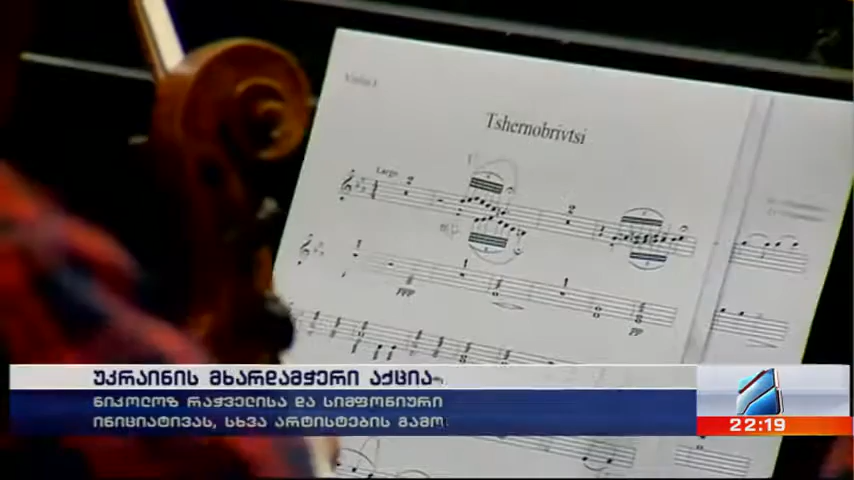 Violin I
Tshernobrivtsi
Largo
ppp
pp
უკრაინის მხარდამჭერი აქცია
ნიკოლოზ რაჭველისა და სიმფონიური
ინიციატივას, სხვა არტისტების გამო
22:19